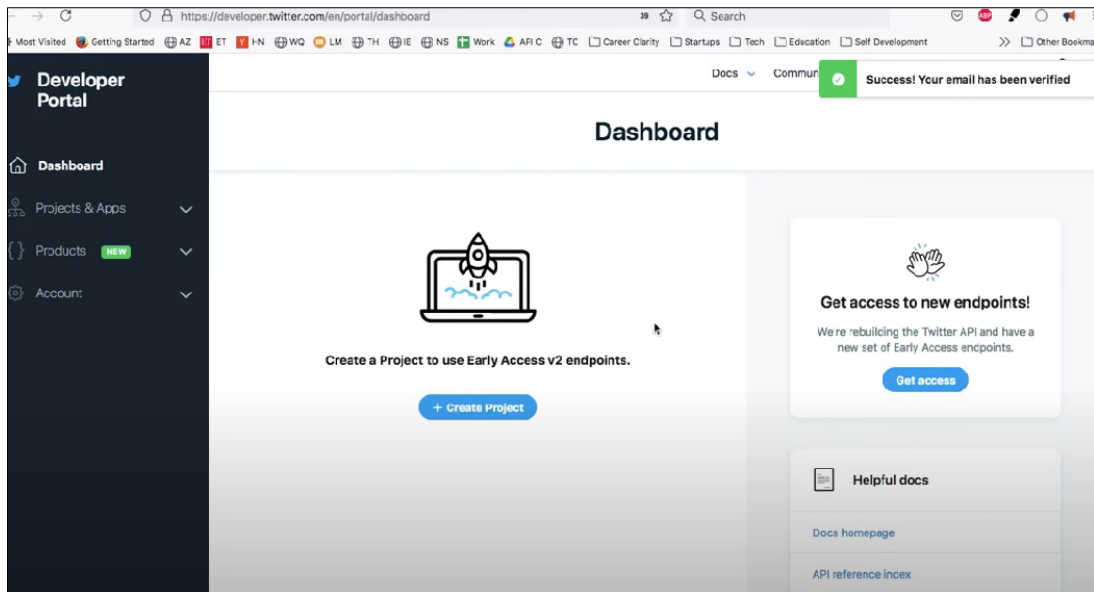 https://developer.twitter.com/en/portal/dashboard
Search
ABP
Most Visited Getting Started AZ ET HN WQ LM TH IE NS Work API C TC Career Clarity Startups Tech Education Self Development >> Other Bookma
Developer
Portal
Docs
Commun
Success! Your email has been verified
Dashboard
Dashboard
Projects & Apps
Products NEW
Account
Create a Project to use Early Access v2 endpoints.
+ Create Project
Get access to new endpoints!
We're rebuilding the Twitter API and have a
new set of Early Access endpoints.
Get access
Helpful docs
Docs homepage
API reference index